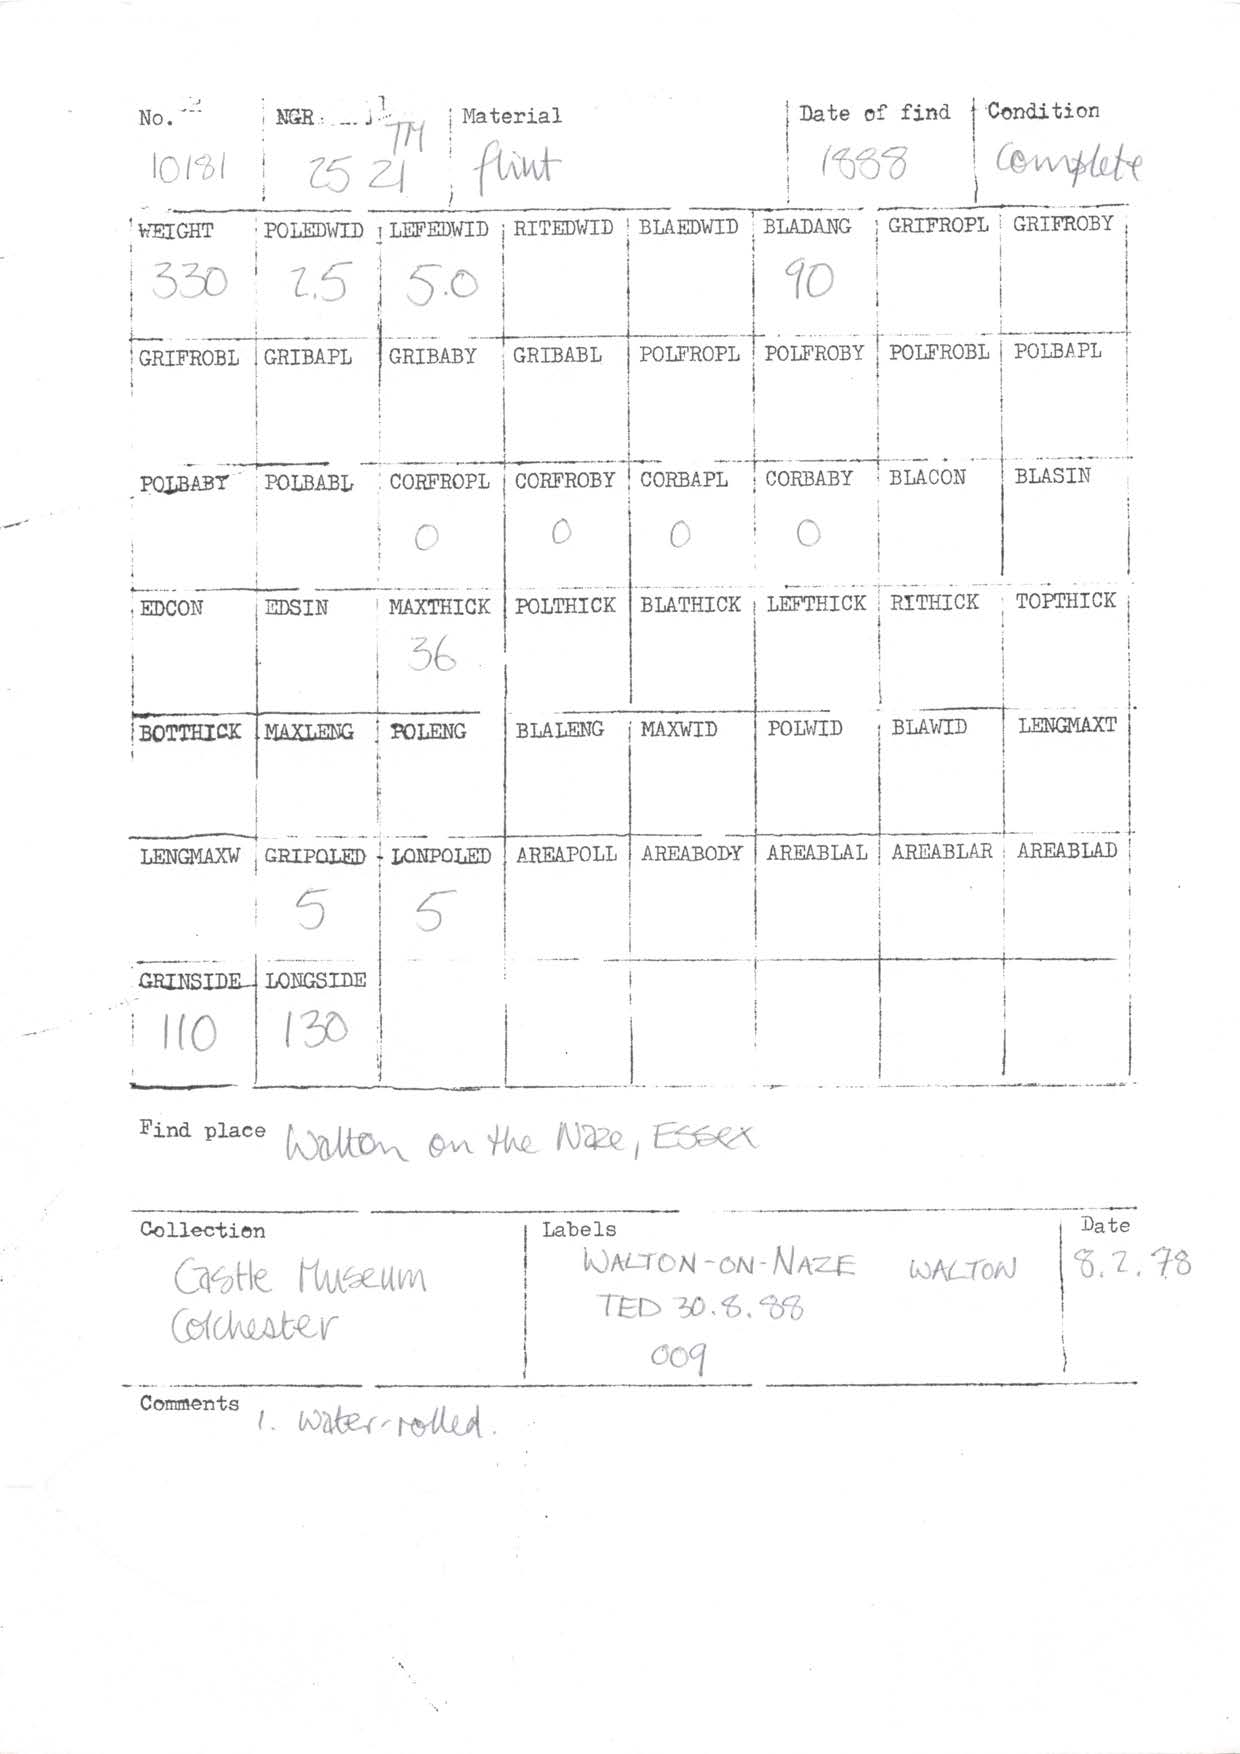 No. NGR Material Date of find Condition
10181 TM 25 21 flint 1888 Complete
WEIGHT POLEDWID LEFEDWID RITEDWID BLAEDWID BLADANG GRIFROPL GRIFROBY
330 2.5 5.0 90
GRIFROBL GRIBAPL GRIBABY GRIBABL POLFROPL POLFROBY POLFROBL POLBAPL
POLBABY POLBABL CORFROPL CORFROBY CORBAPL CORBABY BLACON BLASIN
0 0 0 0
EDCON EDSIN MAXTHICK POLTHICK BLATHICK LEFTHICK RITHICK TOPTHICK
36
BOTTHICK MAXLENG POLENG BLALENG MAXWID POLWID BLAWID LENGMAXT
LENGMAXW GRIPOLED LONPOLED AREAPOLL AREABODY AREABLAL AREABLAR AREABLAD
5 5
GRINSIDE LONGSIDE
110 130
Find place Walton on the Naze, Essex
Collection Labels Date
Castle Museum WALTON-ON-NAZE WALTON 8.2.78
Colchester TED 30.8.88
009
Comments 1. Water-rolled.